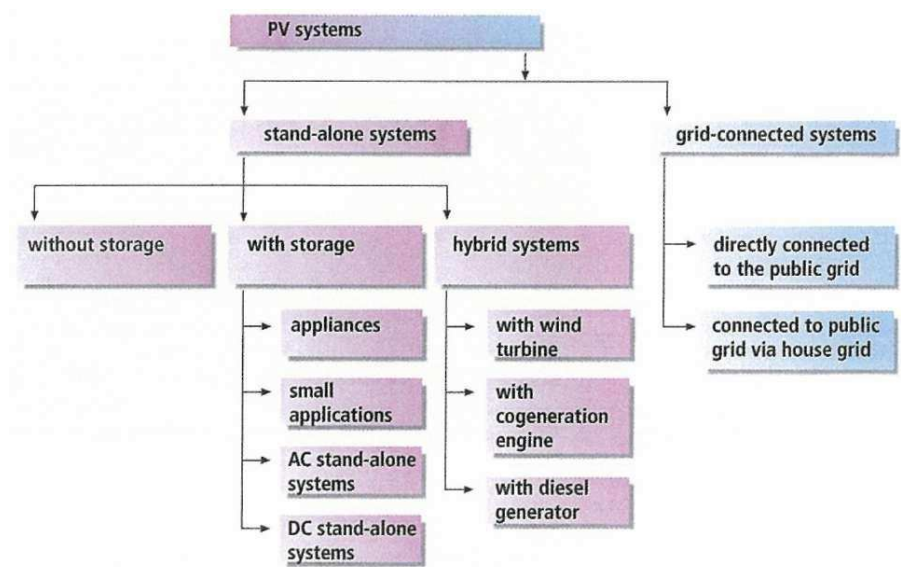 PV systems
stand-alone systems
grid-connected systems
without storage
with storage
hybrid systems
directly connected
to the public grid
appliances
with wind
turbine
connected to public
grid via house grid
small
applications
with
cogeneration
engine
AC stand-alone
systems
with diesel
generator
DC stand-alone
systems